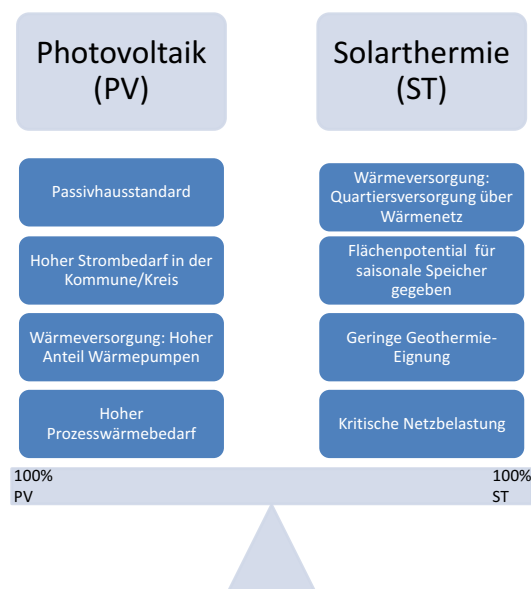 Photovoltaik
(PV)
Solarthermie
(ST)
Passivhausstandard
Hoher Strombedarf in der
Kommune/Kreis
Wärmeversorgung: Hoher
Anteil Wärmepumpen
Hoher
Prozesswärmebedarf
Wärmeversorgung:
Quartiersversorgung über
Wärmenetz
Flächenpotential für
saisonale Speicher
gegeben
Geringe Geothermie-
Eignung
Kritische Netzbelastung
100%
PV
100%
ST